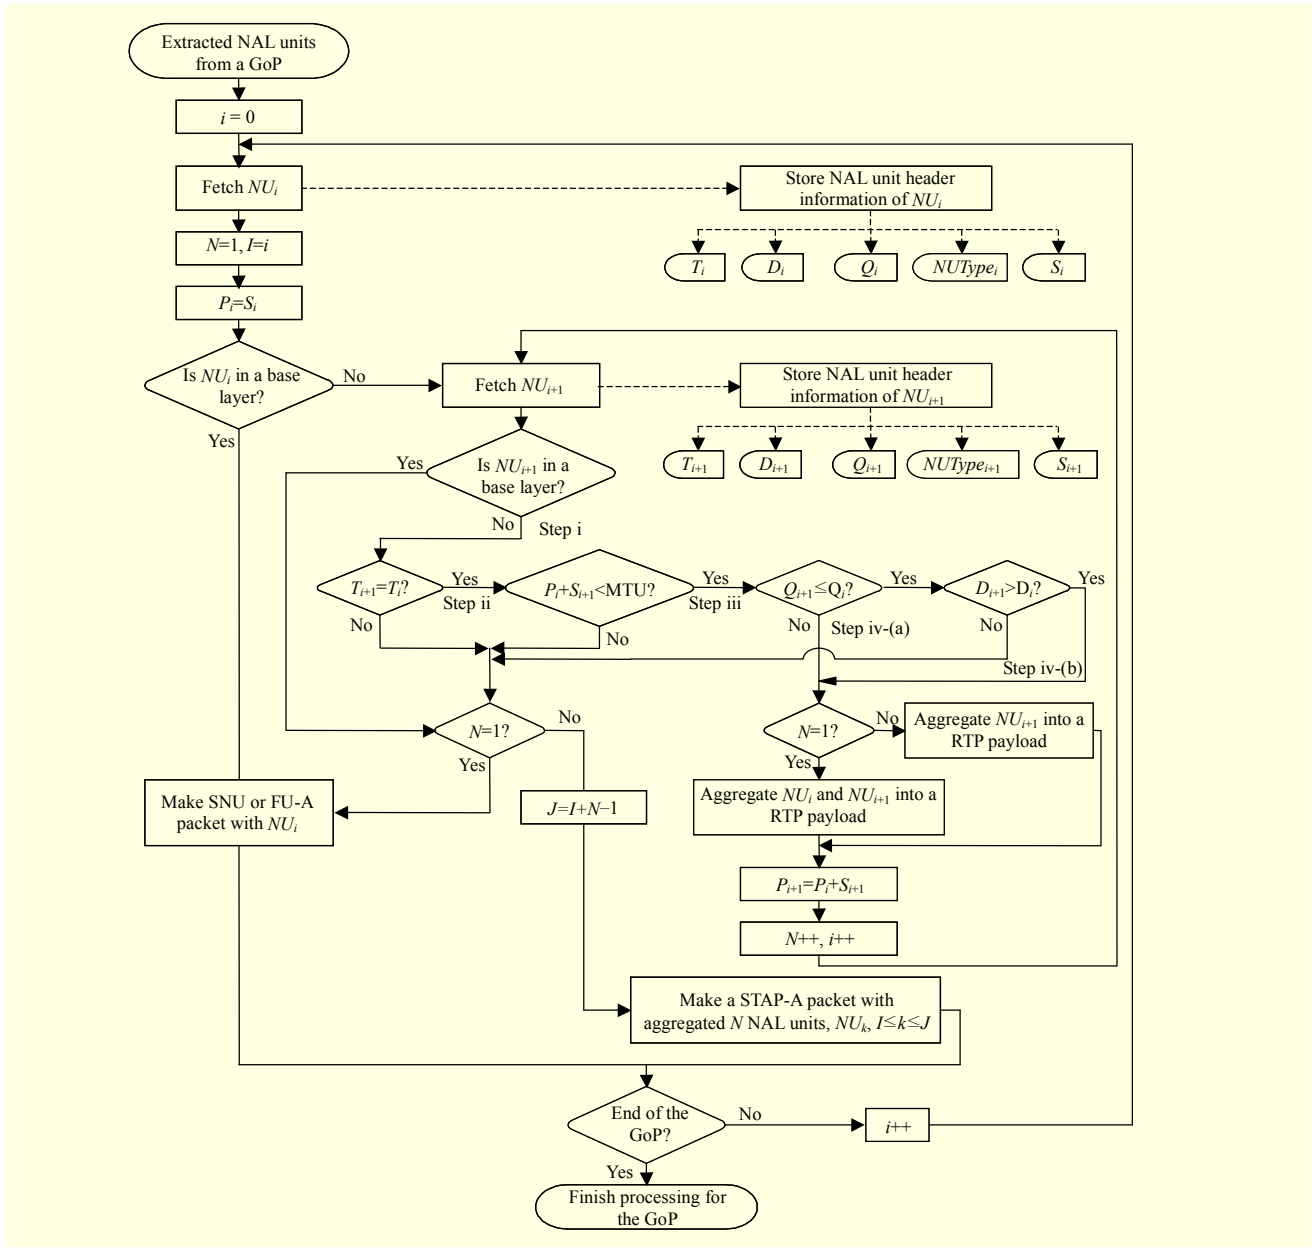 Extracted NAL units
from a GoP
i = 0
Fetch NUi
Store NAL unit header
information of NUi
N=1, I=i
Ti
Di
Qi
NUTypei
Si
Pi=Si
Is NUi in a base
layer?
No
Yes
Fetch NUi+1
Store NAL unit header
information of NUi+1
Ti+1
Di+1
Qi+1
NUTypei+1
Si+1
Yes
Is NUi+1 in a
base layer?
No
Step i
Ti+1=Ti?
Yes
Step ii
No
Pi+Si+1<MTU?
Yes
Step iii
No
Qi+1≤Qi?
Yes
No
Step iv-(a)
Di+1>Di?
Yes
No
Step iv-(b)
N=1?
No
Yes
N=1?
No
Yes
Aggregate NUi+1 into a
RTP payload
Make SNU or FU-A
packet with NUi
J=I+N−1
Aggregate NUi and NUi+1 into a
RTP payload
Pi+1=Pi+Si+1
N++, i++
Make a STAP-A packet with
aggregated N NAL units, NUk, I≤k≤J
End of the
GoP?
No
i++
Yes
Finish processing for
the GoP